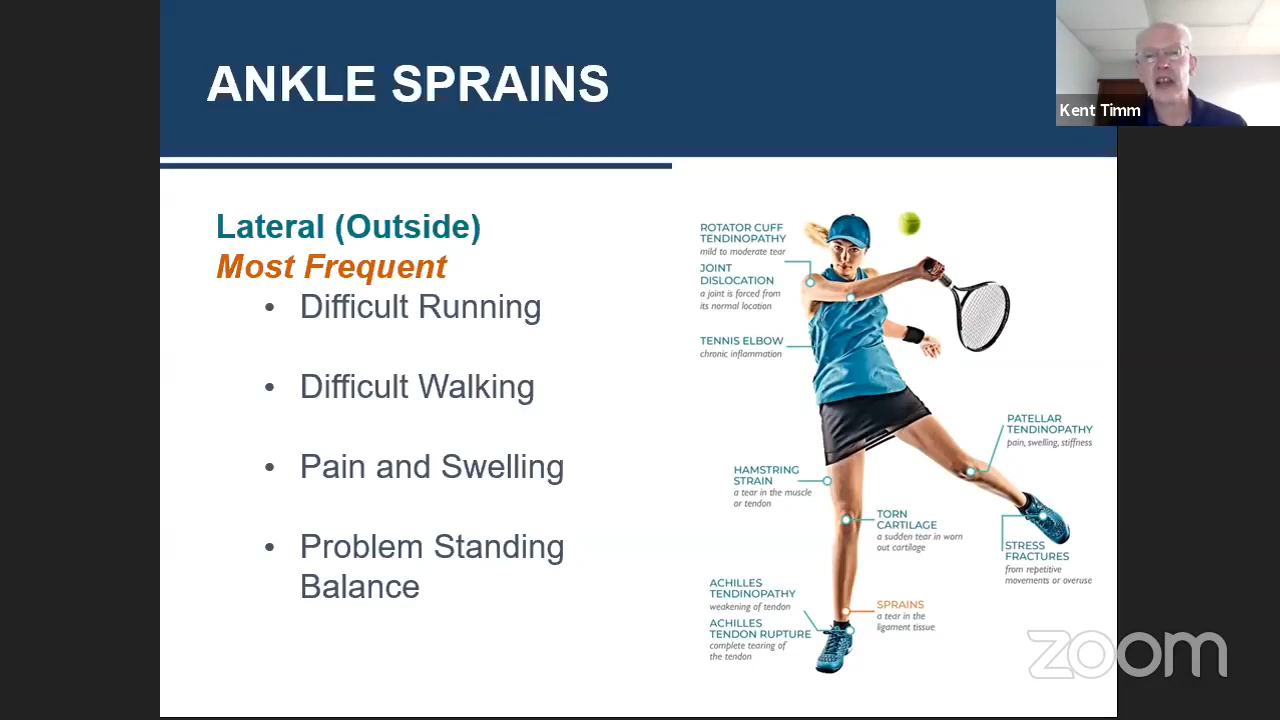 ANKLE SPRAINS
Kent Timm
Lateral (Outside)
Most Frequent
• Difficult Running
• Difficult Walking
• Pain and Swelling
• Problem Standing
Balance
ROTATOR CUFF
TENDINOPATHY
mild to moderate tear
JOINT
DISLOCATION
a joint is forced from
its normal location
TENNIS ELBOW
chronic inflammation
PATELLAR
TENDINOPATHY
pain, swelling, stiffness
HAMSTRING
STRAIN
a tear in the muscle
or tendon
TORN
CARTILAGE
a sudden tear in worn
out cartilage
STRESS
FRACTURES
from repetitive
movements or overuse
ACHILLES
TENDINOPATHY
weakening of tendon
ACHILLES
TENDON RUPTURE
complete tearing of
the tendon
SPRAINS
a tear in the
ligament tissue
zoom